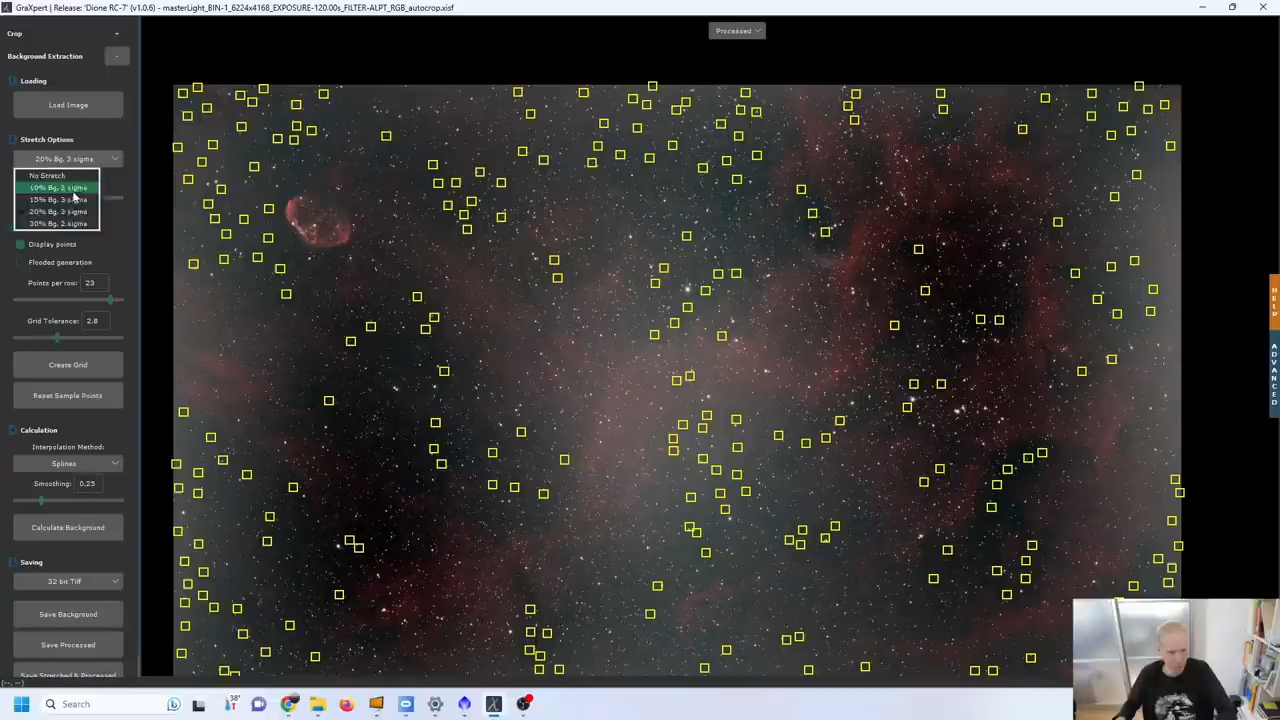 GraXpert | Release: 'Dione RC-7' (v1.0,6) - masterLight_BIN-1_6224x4168_EXPOSURE-120.00s_FILTER-ALPT_RGB_autocrop.xisf
Crop
+
Processed
Background Extraction
-
Loading
Load Image
Stretch Options
20% Bg, 3 sigma
No Stretch
10% Bg, 3 sigma
15% Bg, 3 sigma
20% Bg, 3 sigma
30% Bg, 2 sigma
Display points
Flooded generation
Points per row: 23
Grid Tolerance: 2.8
Create Grid
Reset Sample Points
Calculation
Interpolation Method:
Splines
Smoothing: 0,25
Calculate Background
Saving
32 bit Tiff
Save Background
Save Processed
Save Stretched & Processed
(--, --)
HELP
ADVANCED
Search
38°